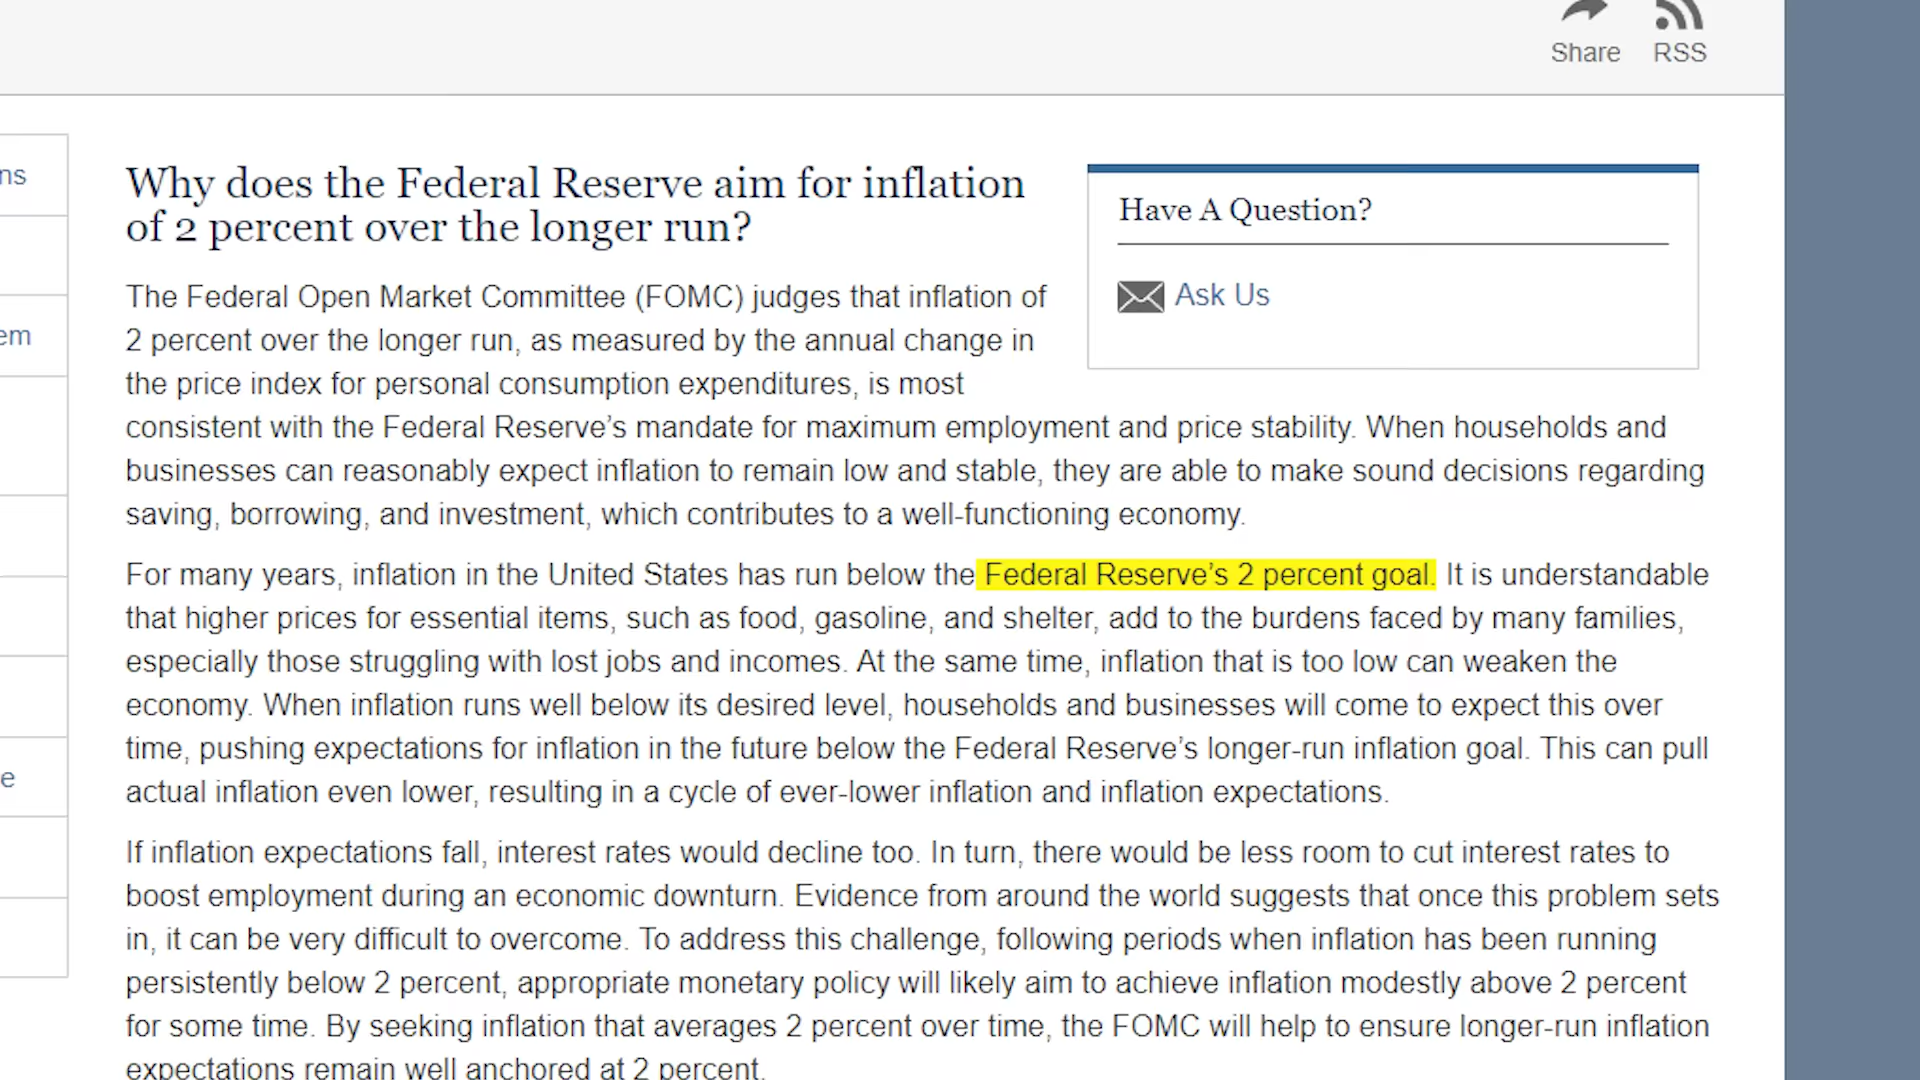 Share RSS
ns
em
e
Why does the Federal Reserve aim for inflation
of 2 percent over the longer run?
Have A Question?
Ask Us
The Federal Open Market Committee (FOMC) judges that inflation of
2 percent over the longer run, as measured by the annual change in
the price index for personal consumption expenditures, is most
consistent with the Federal Reserve’s mandate for maximum employment and price stability. When households and
businesses can reasonably expect inflation to remain low and stable, they are able to make sound decisions regarding
saving, borrowing, and investment, which contributes to a well-functioning economy.
For many years, inflation in the United States has run below the Federal Reserve’s 2 percent goal. It is understandable
that higher prices for essential items, such as food, gasoline, and shelter, add to the burdens faced by many families,
especially those struggling with lost jobs and incomes. At the same time, inflation that is too low can weaken the
economy. When inflation runs well below its desired level, households and businesses will come to expect this over
time, pushing expectations for inflation in the future below the Federal Reserve’s longer-run inflation goal. This can pull
actual inflation even lower, resulting in a cycle of ever-lower inflation and inflation expectations.
If inflation expectations fall, interest rates would decline too. In turn, there would be less room to cut interest rates to
boost employment during an economic downturn. Evidence from around the world suggests that once this problem sets
in, it can be very difficult to overcome. To address this challenge, following periods when inflation has been running
persistently below 2 percent, appropriate monetary policy will likely aim to achieve inflation modestly above 2 percent
for some time. By seeking inflation that averages 2 percent over time, the FOMC will help to ensure longer-run inflation
expectations remain well anchored at 2 percent.